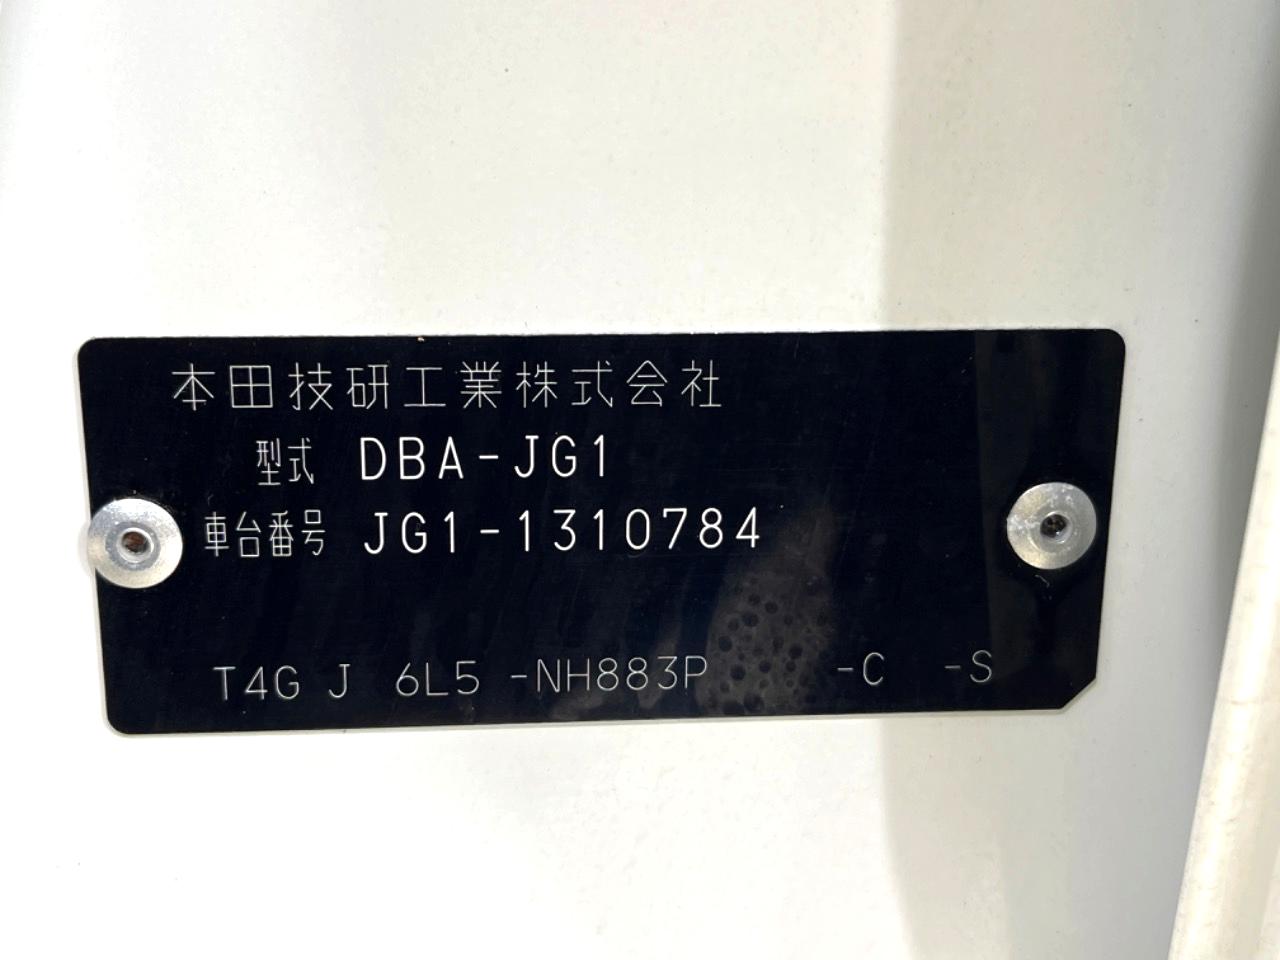 本田技研工業株式会社
型式 DBA-JG1
車台番号 JG1-1310784
T4G J 6L5 -NH883P -C -S